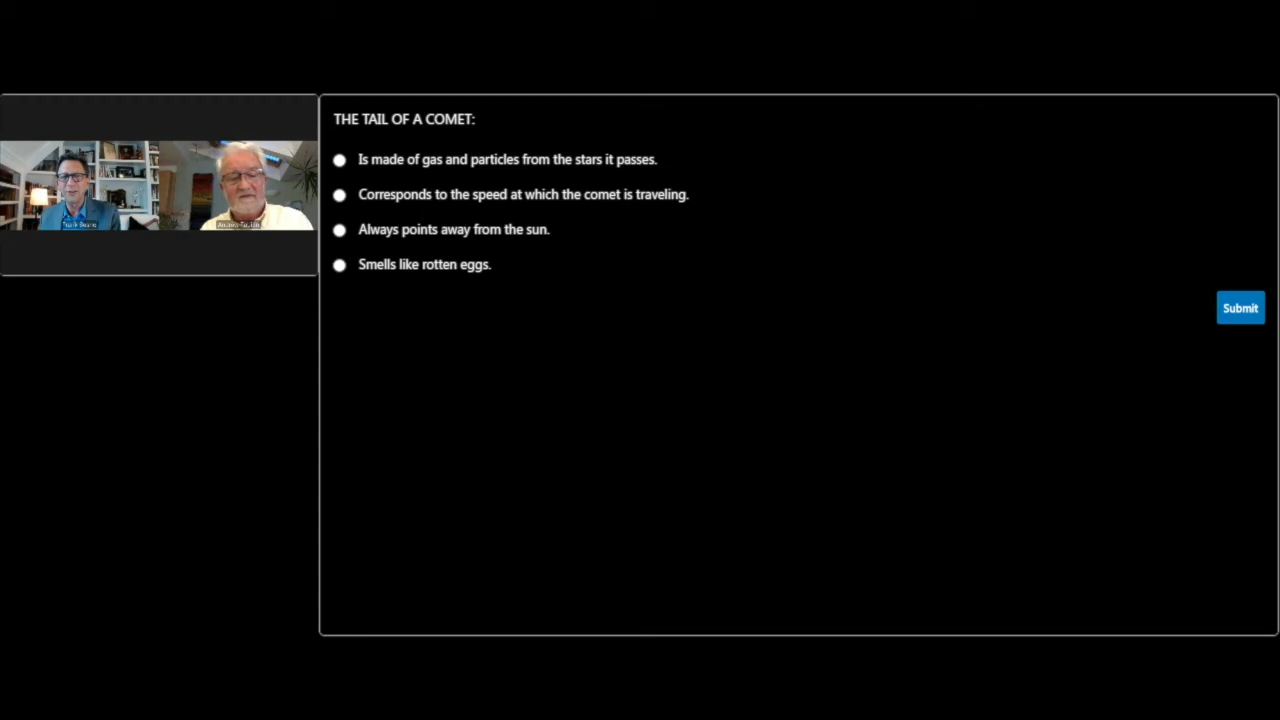 THE TAIL OF A COMET:
Is made of gas and particles from the stars it passes.
Corresponds to the speed at which the comet is traveling.
Always points away from the sun.
Smells like rotten eggs.
Submit